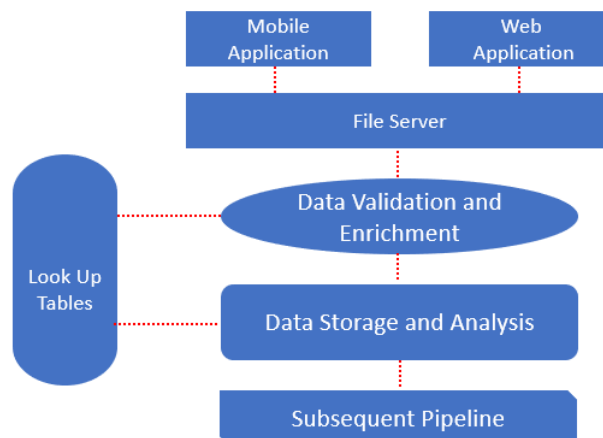 Mobile
Application
Web
Application
File Server
Data Validation and
Enrichment
Look Up
Tables
Data Storage and Analysis
Subsequent Pipeline